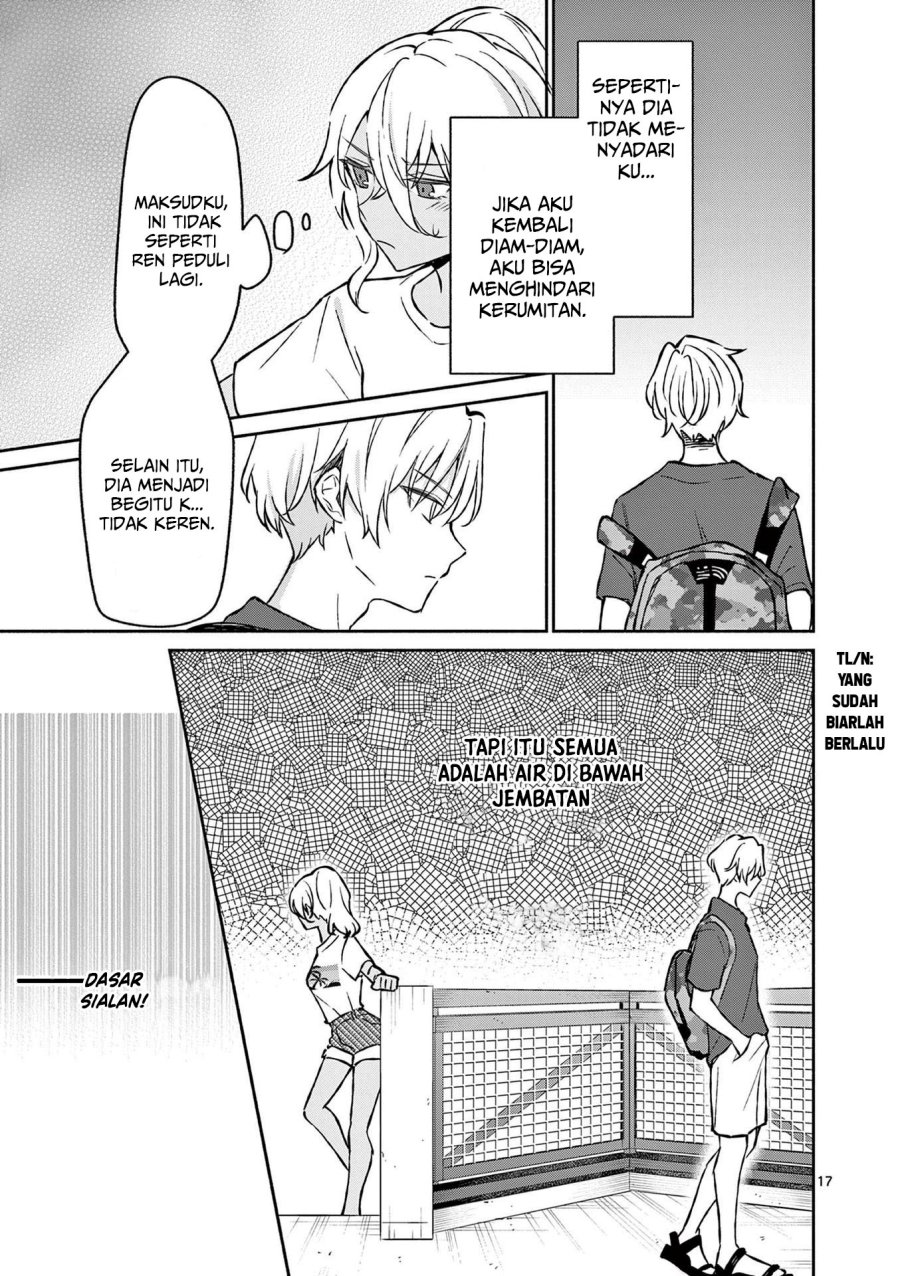 SEPERTI-
NYA DIA
TIDAK ME-
NYADARI
KU...
JIKA AKU
KEMBALI
DIAM-DIAM,
AKU BISA
MENGHINDARI
KERUMITAN.
MAKSUDKU,
INI TIDAK
SEPERTI
REN PEDULI
LAGI.
SELAIN ITU,
DIA MENJADI
BEGITU K...
TIDAK KEREN.
TL/N:
YANG
SUDAH
BIARLAH
BERLALU
TAPI ITU SEMUA
ADALAH AIR DI BAWAH
JEMBATAN
DASAR
SIALAN!
17